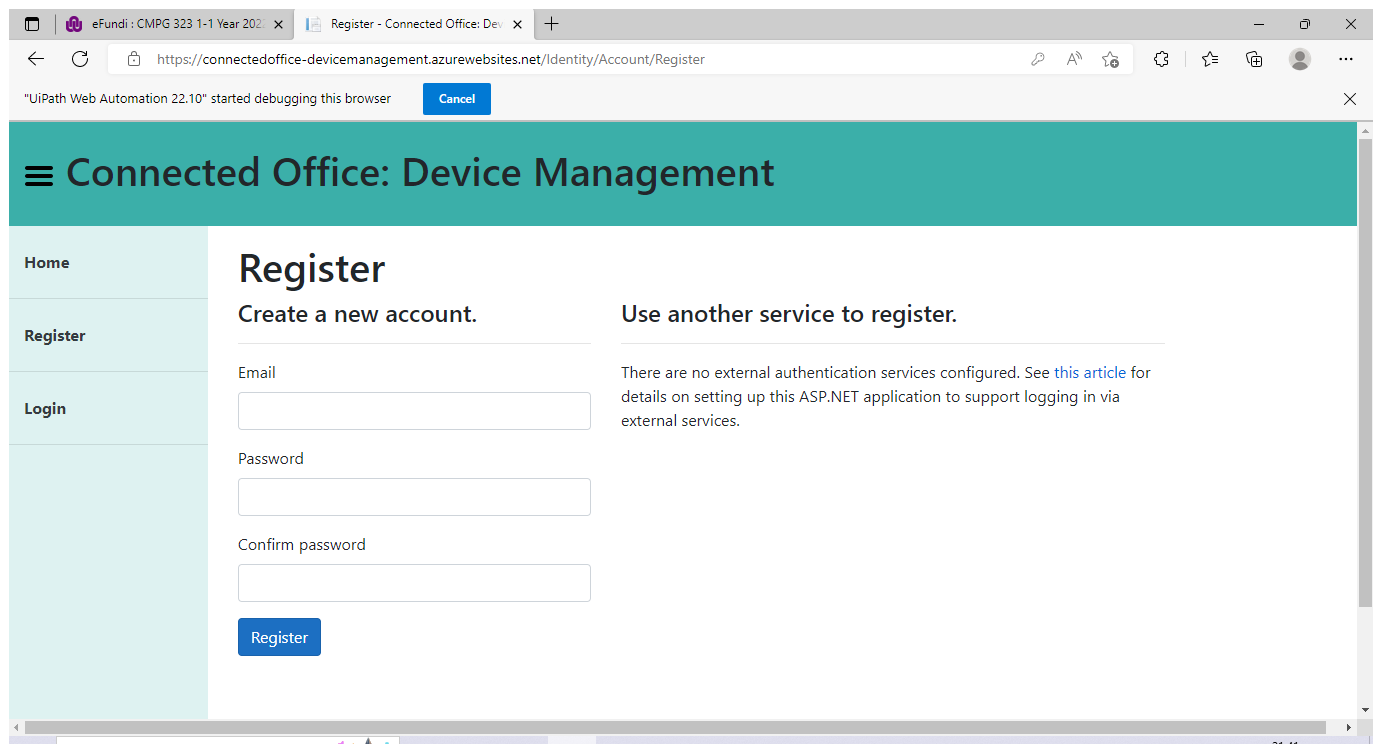 eFundi : CMPG 323 1-1 Year 202
Register - Connected Office: Dev
https://connectedoffice-devicemanagement.azurewebsites.net/Identity/Account/Register
"UiPath Web Automation 22.10" started debugging this browser
Cancel
Connected Office: Device Management
Home
Register
Login
Register
Create a new account.
Email
Password
Confirm password
Register
Use another service to register.
There are no external authentication services configured. See this article for
details on setting up this ASP.NET application to support logging in via
external services.